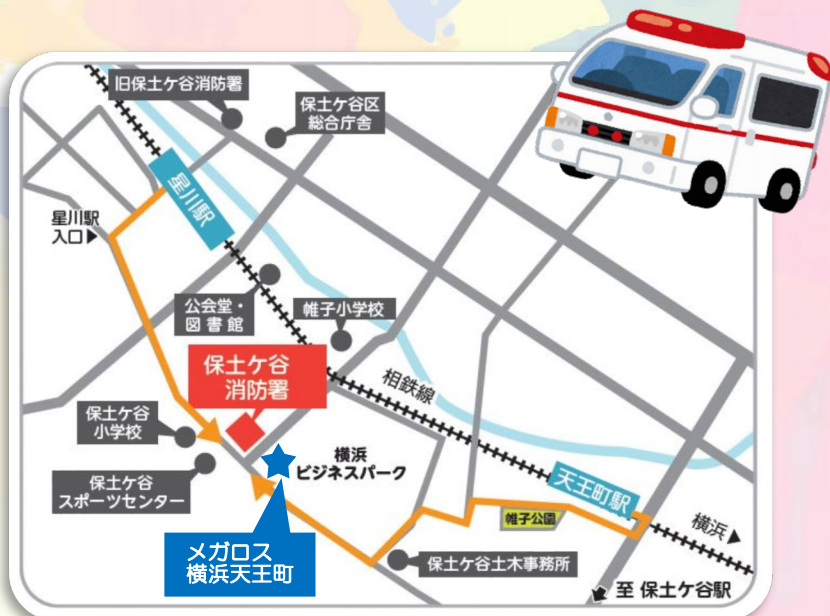 旧保土ケ谷消防署
保土ケ谷区
総合庁舎
星川駅
星川駅
入口▶
公会堂・
図書館
帷子小学校
保土ケ谷
消防署
相鉄線
保土ケ谷
小学校
保土ケ谷
スポーツセンター
横浜
ビジネスパーク
天王町駅
帷子公園
横浜▶
メガロス
横浜天王町
保土ケ谷土木事務所
至 保土ケ谷駅